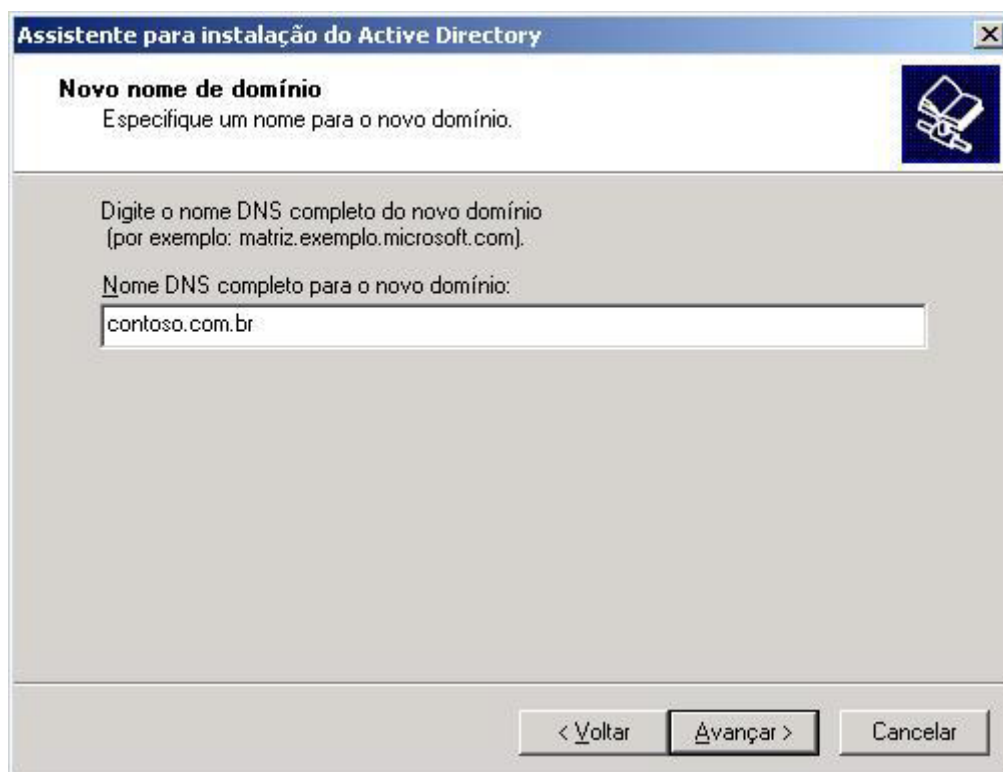 Assistente para instalação do Active Directory
Novo nome de domínio
Especifique um nome para o novo domínio.
Digite o nome DNS completo do novo domínio
(por exemplo: matriz.exemplo.microsoft.com).
Nome DNS completo para o novo domínio:
contoso.com.br
< Voltar
Avançar >
Cancelar